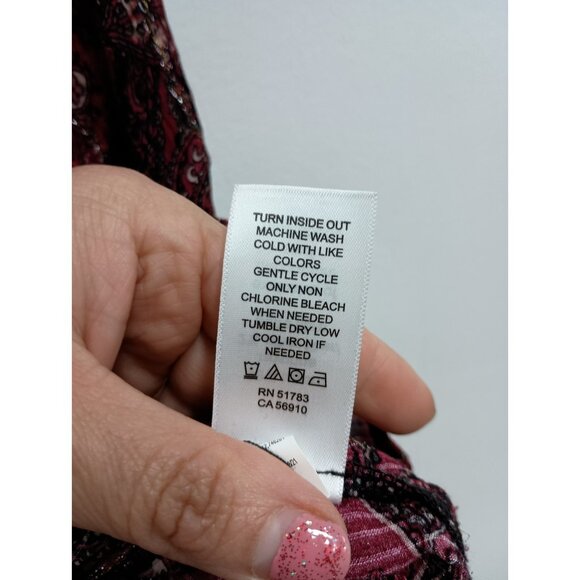 TURN INSIDE OUT
MACHINE WASH
COLD WITH LIKE
COLORS
GENTLE CYCLE
ONLY NON
CHLORINE BLEACH
WHEN NEEDED
TUMBLE DRY LOW
COOL IRON IF
NEEDED
RN 51783
CA 56910